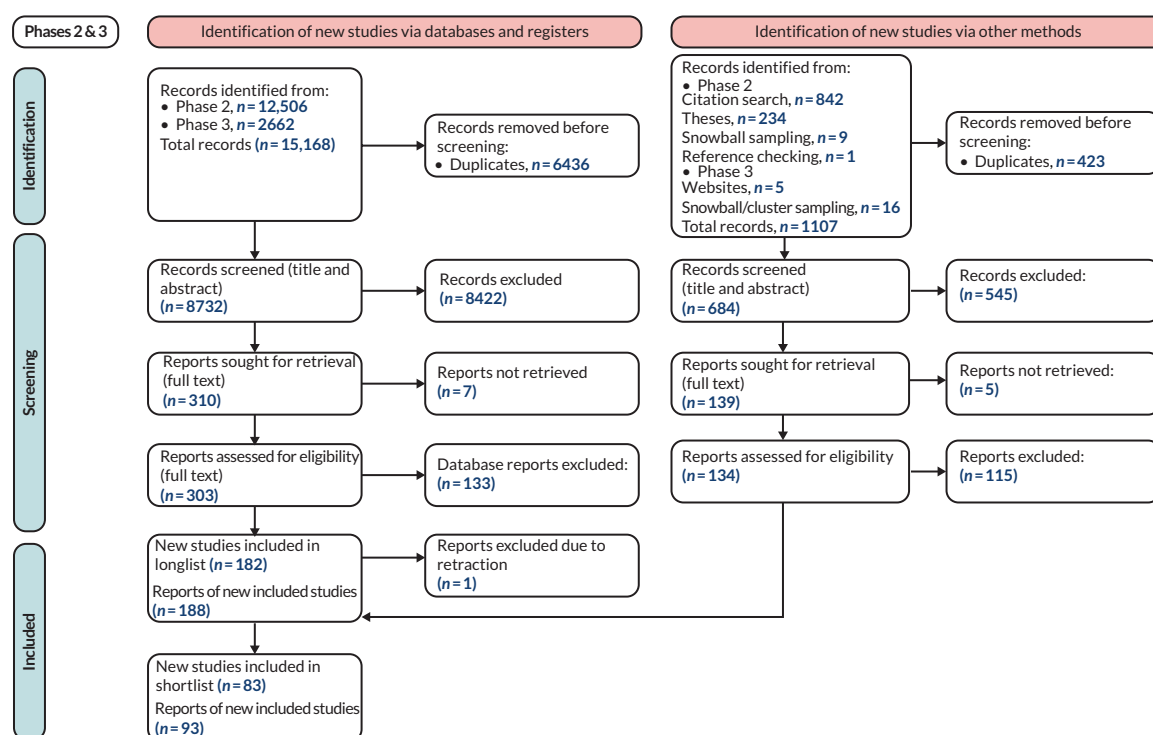 Phases 2 & 3
Identification of new studies via databases and registers
Identification of new studies via other methods
Identification
Records identified from:
• Phase 2, n = 12,506
• Phase 3, n = 2662
Total records (n = 15,168)
Records removed before
screening:
• Duplicates, n = 6436
Records identified from:
• Phase 2
Citation search, n = 842
Theses, n = 234
Snowball sampling, n = 9
Reference checking, n = 1
• Phase 3
Websites, n = 5
Snowball/cluster sampling, n = 16
Total records, n = 1107
Records removed before
screening:
• Duplicates, n = 423
Screening
Records screened (title and
abstract)
(n = 8732)
Records excluded
(n = 8422)
Records screened
(title and abstract)
(n = 684)
Records excluded:
(n = 545)
Reports sought for retrieval
(full text)
(n = 310)
Reports not retrieved
(n = 7)
Reports sought for retrieval
(full text)
(n = 139)
Reports not retrieved:
(n = 5)
Reports assessed for eligibility
(full text)
(n = 303)
Database reports excluded:
(n = 133)
Reports assessed for eligibility
(n = 134)
Reports excluded:
(n = 115)
Included
New studies included in
longlist (n = 182)
Reports of new included studies
(n = 188)
Reports excluded due to
retraction
(n = 1)
New studies included in
shortlist (n = 83)
Reports of new included studies
(n = 93)